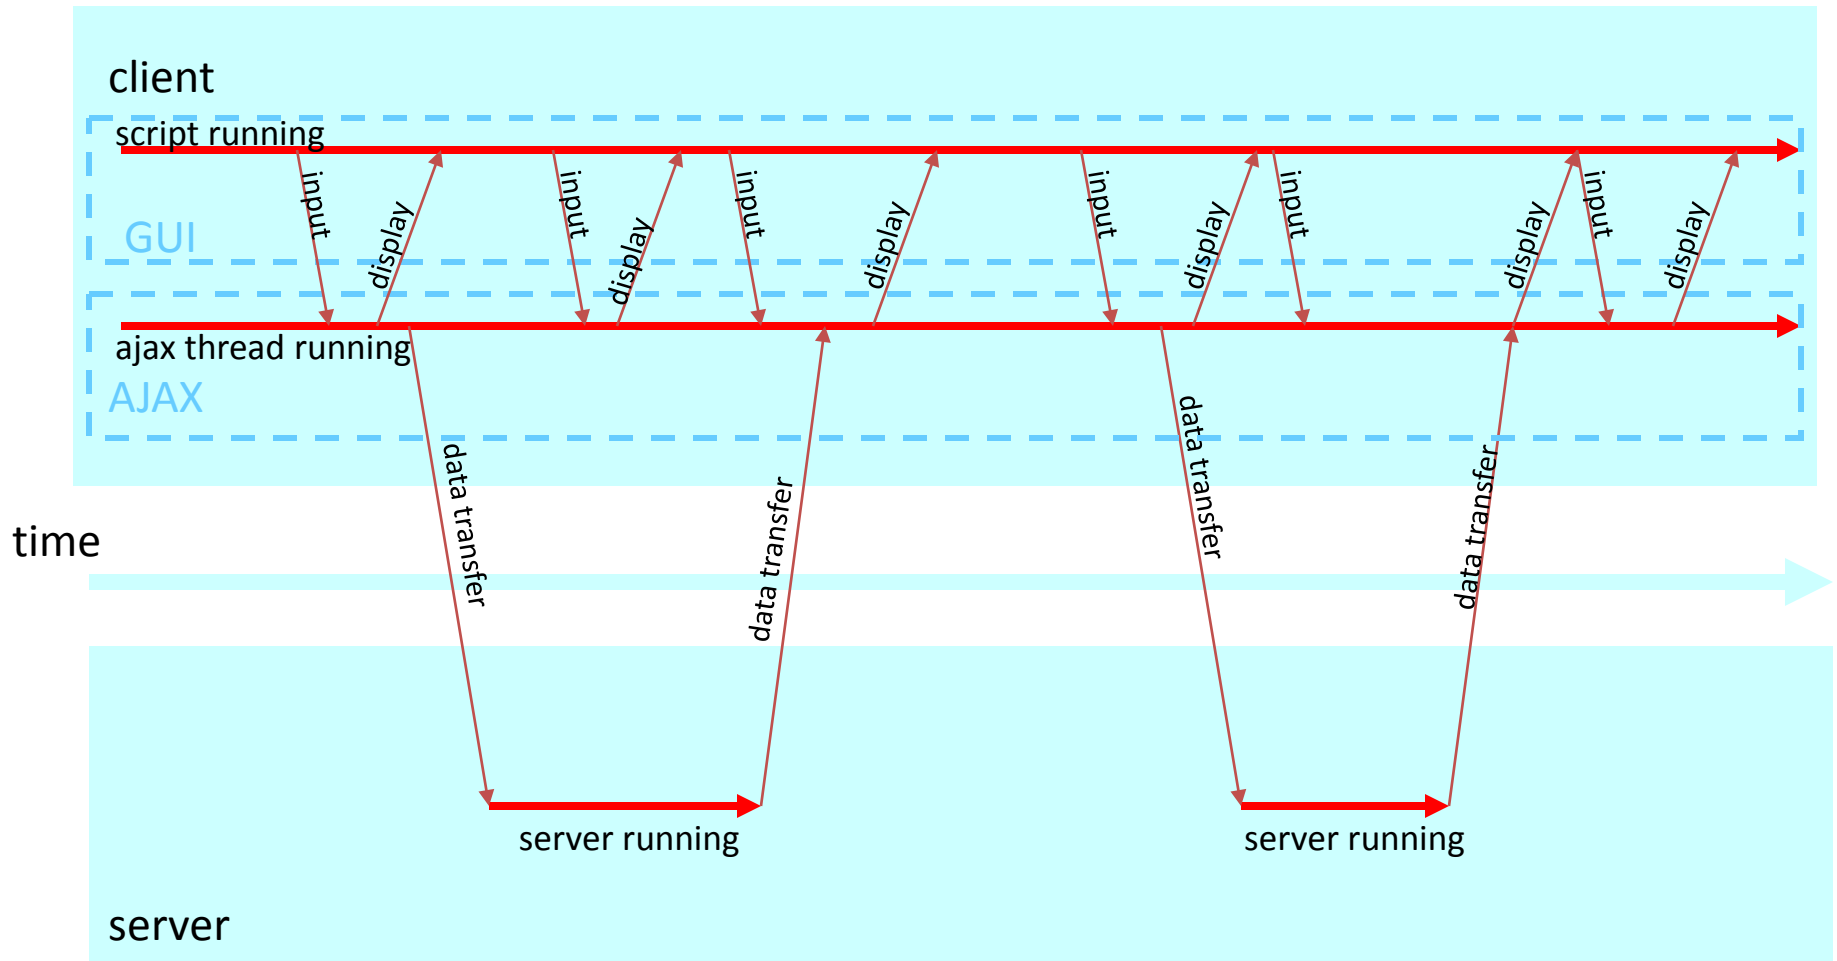 client
script running
input
display
input
display
input
display
input
display
input
display
input
display
GUI
ajax thread running
AJAX
data transfer
data transfer
data transfer
data transfer
time
server running
server running
server